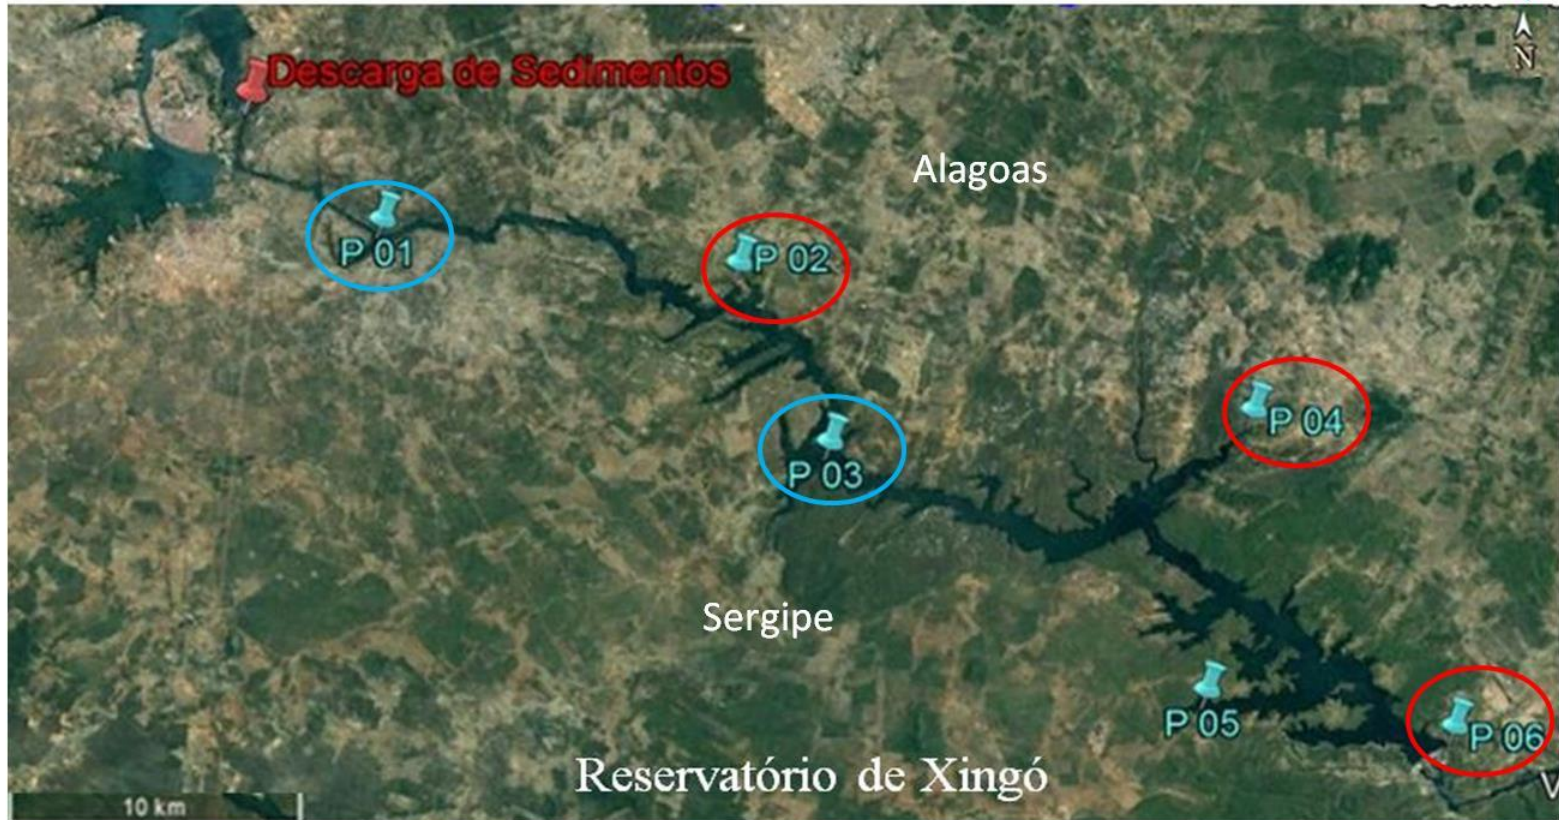 N
Descarga de Sedimentos
Alagoas
P 01
P 02
P 04
P 03
Sergipe
P 05
P 06
Reservatório de Xingó
10 km
V